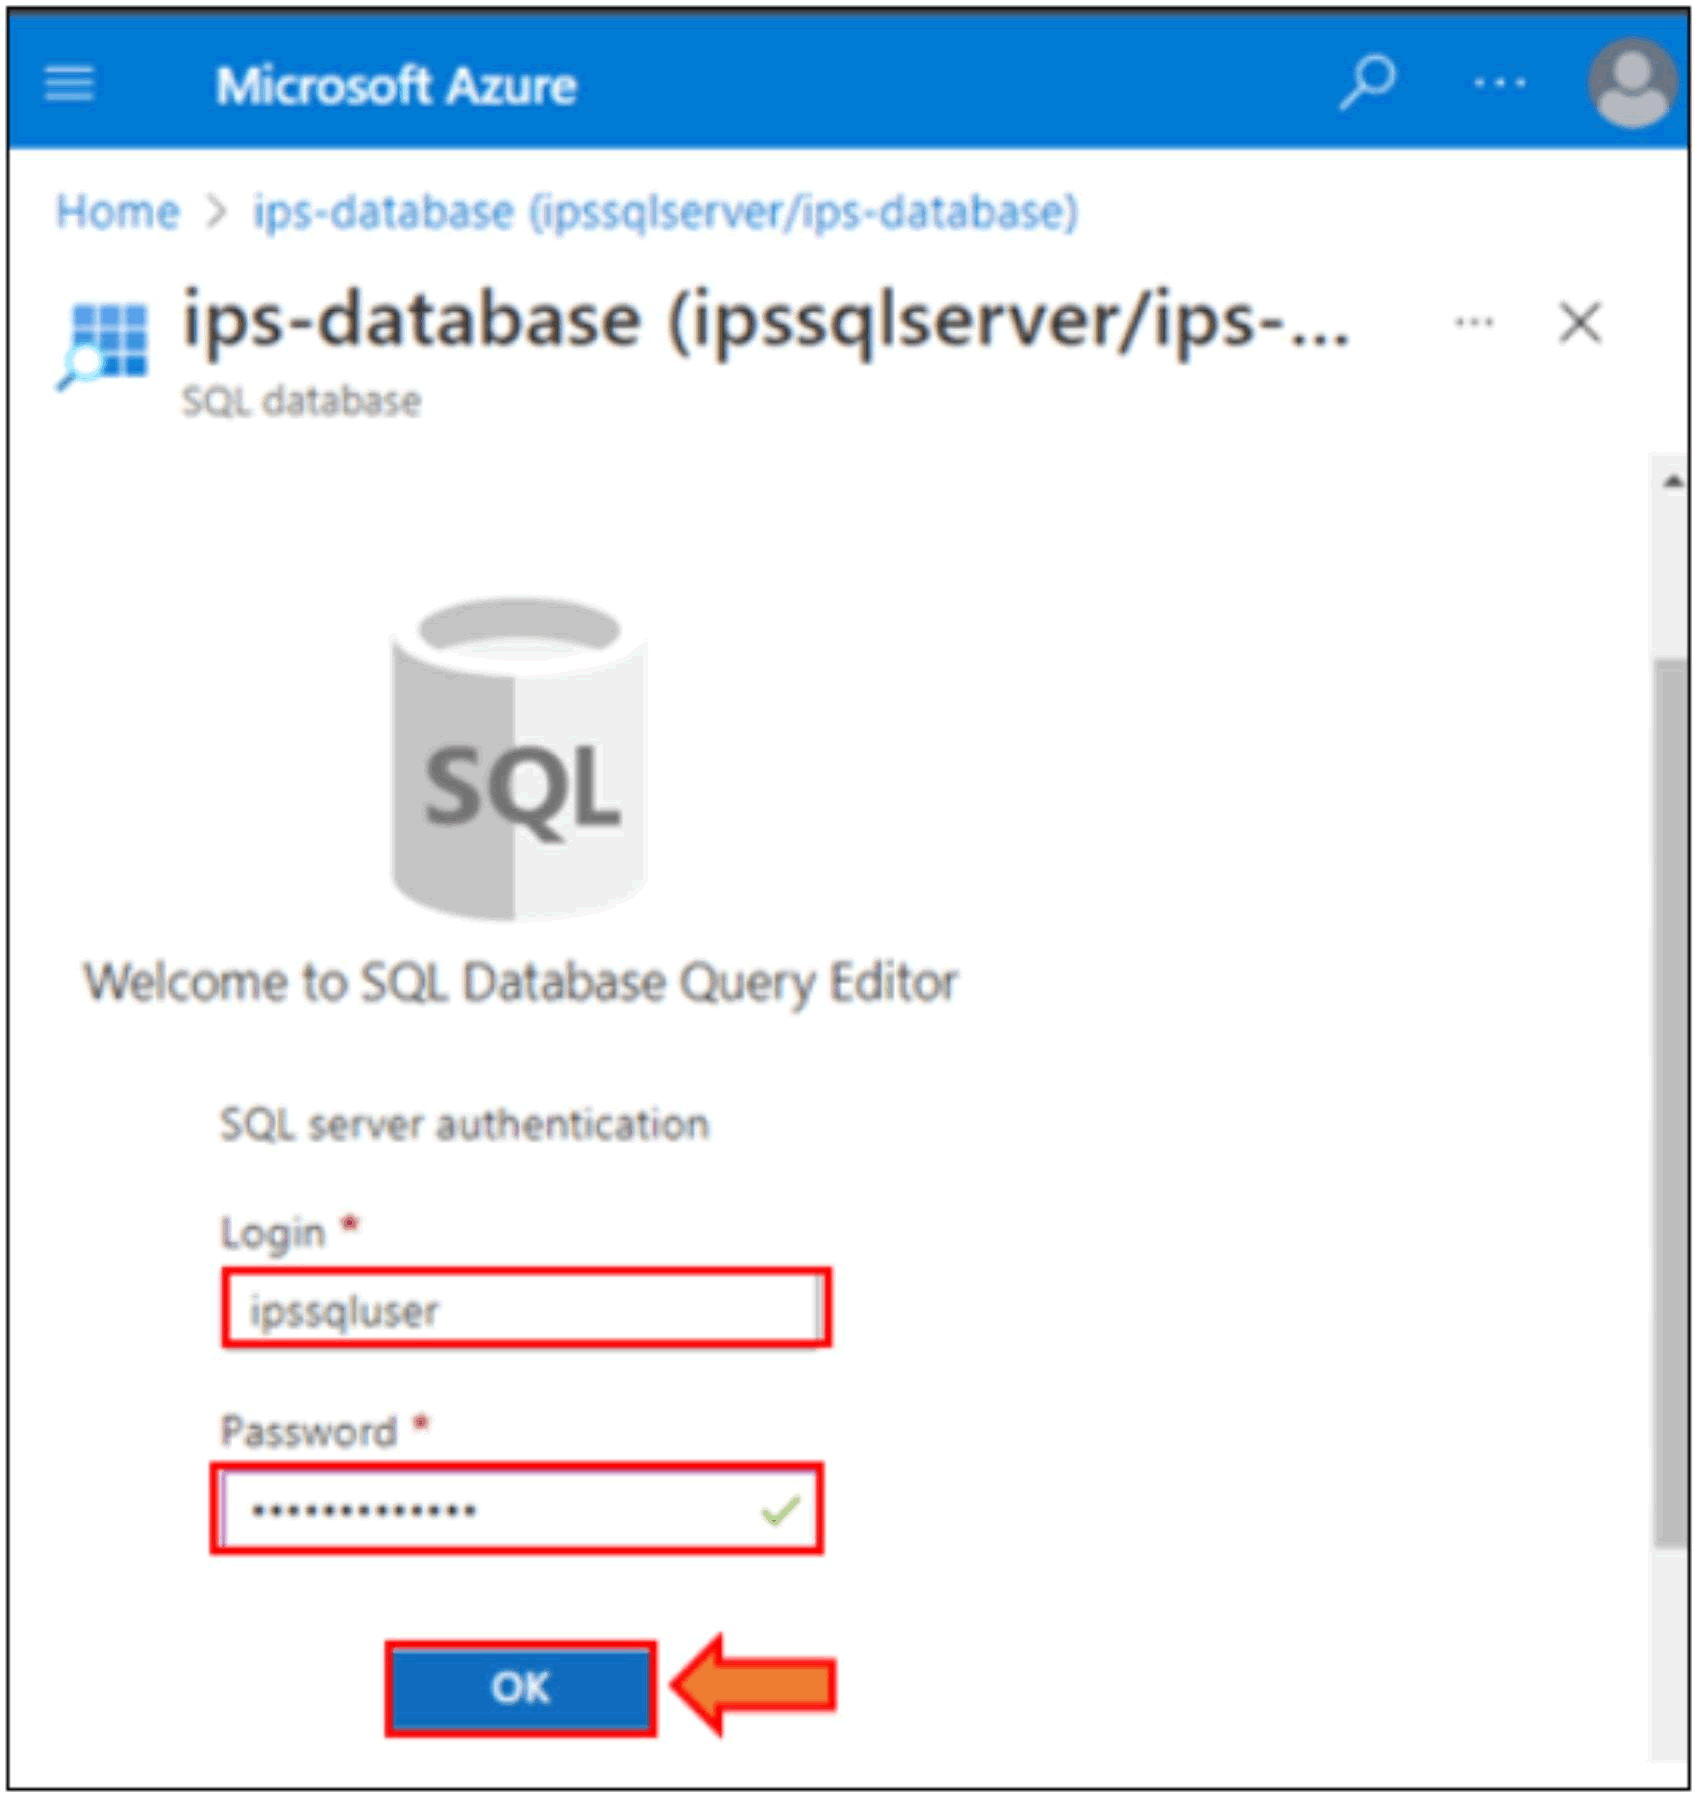 Microsoft Azure
Home > ips-database (ipssqlserver/ips-database)
ips-database (ipssqlserver/ips-...
SQL database
SQL
Welcome to SQL Database Query Editor
SQL server authentication
Login *
ipssqluser
Password *
•••••••••••••
OK